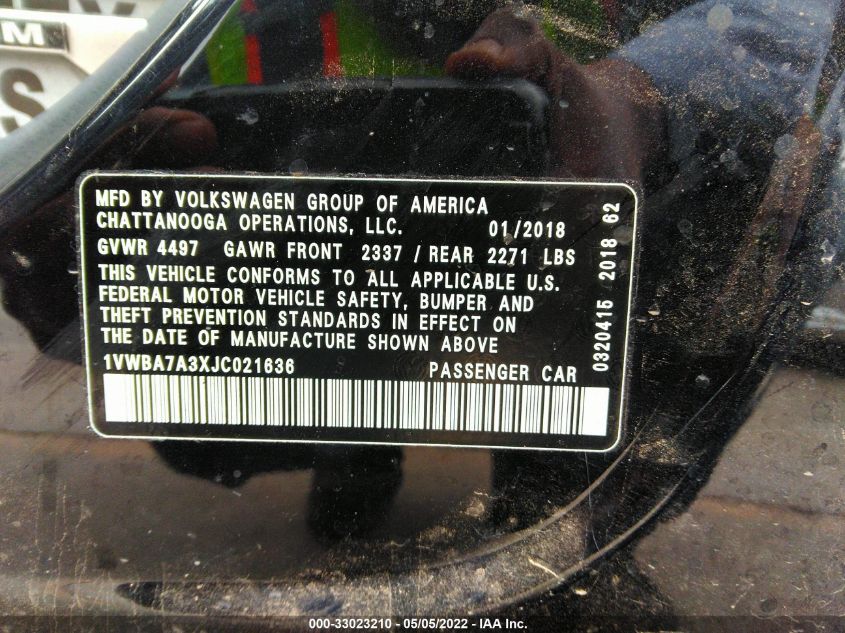 M
S
MFD BY VOLKSWAGEN GROUP OF AMERICA
CHATTANOOGA OPERATIONS, LLC. 01/2018
GVWR 4497 GAWR FRONT 2337 / REAR 2271 LBS
THIS VEHICLE CONFORMS TO ALL APPLICABLE U.S.
FEDERAL MOTOR VEHICLE SAFETY, BUMPER AND
THEFT PREVENTION STANDARDS IN EFFECT ON
THE DATE OF MANUFACTURE SHOWN ABOVE
1VWBA7A3XJC021636 PASSENGER CAR
0320415 2018 62
000-33023210 - 05/05/2022 - IAA Inc.